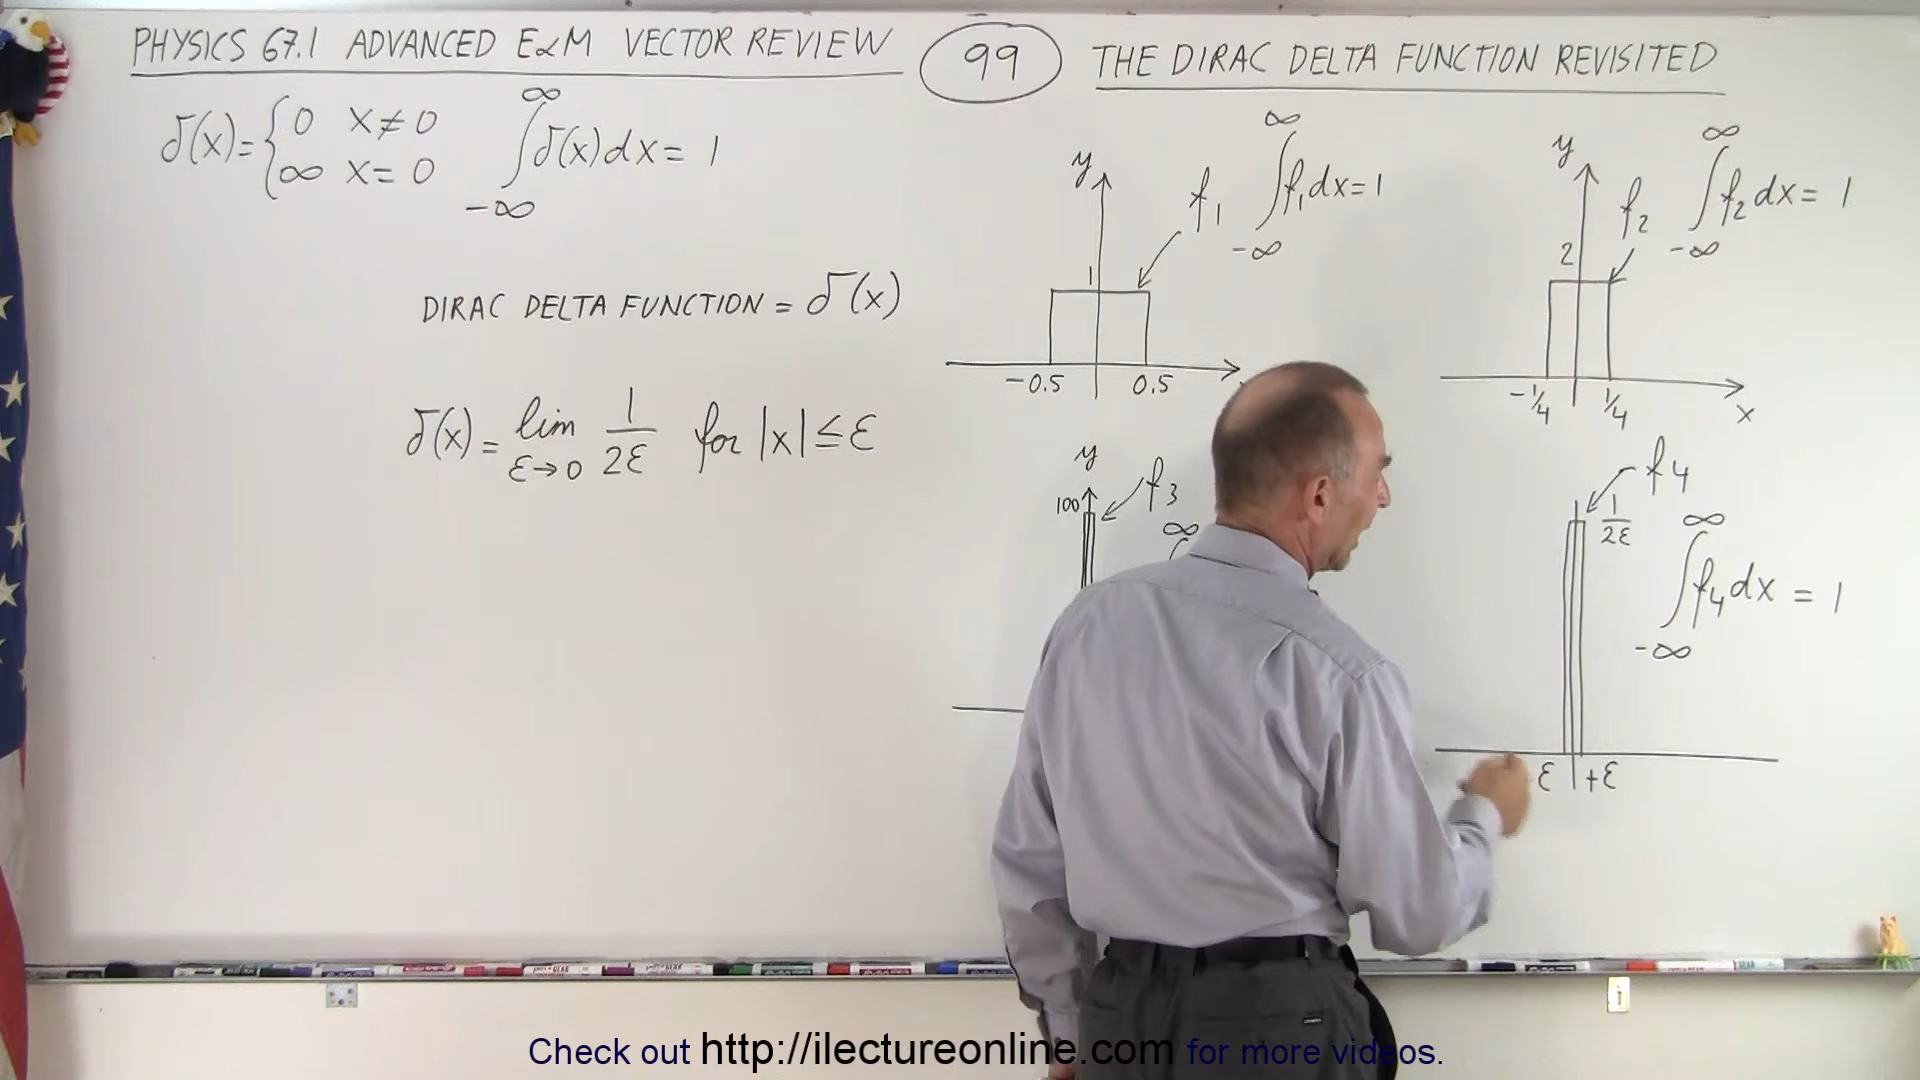 PHYSICS 67.1 ADVANCED E&M VECTOR REVIEW 99 THE DIRAC DELTA FUNCTION REVISITED
δ(x) = { 0 x ≠ 0
∞ x = 0
∫_{-∞}^{∞} δ(x) dx = 1
DIRAC DELTA FUNCTION = δ(x)
δ(x) = lim_{ε→0} 1/2ε for |x| ≤ ε
y
f₁ ∫_{-∞}^{∞} f₁ dx = 1
1
-0.5 0.5
y
f₂ ∫_{-∞}^{∞} f₂ dx = 1
2
-1/4 1/4 x
y
100 f₃
∞
f₄
1/2ε
∫_{-∞}^{∞} f₄ dx = 1
ε +ε
Check out http://ilectureonline.com for more videos.